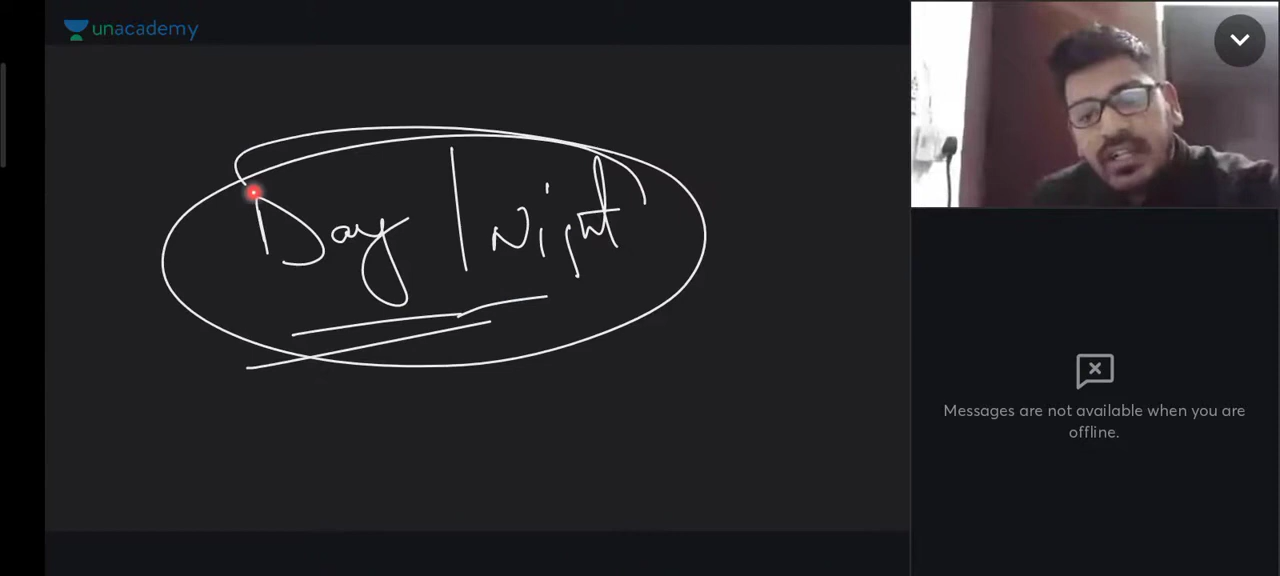 unacademy
Day | Night
Messages are not available when you are
offline.